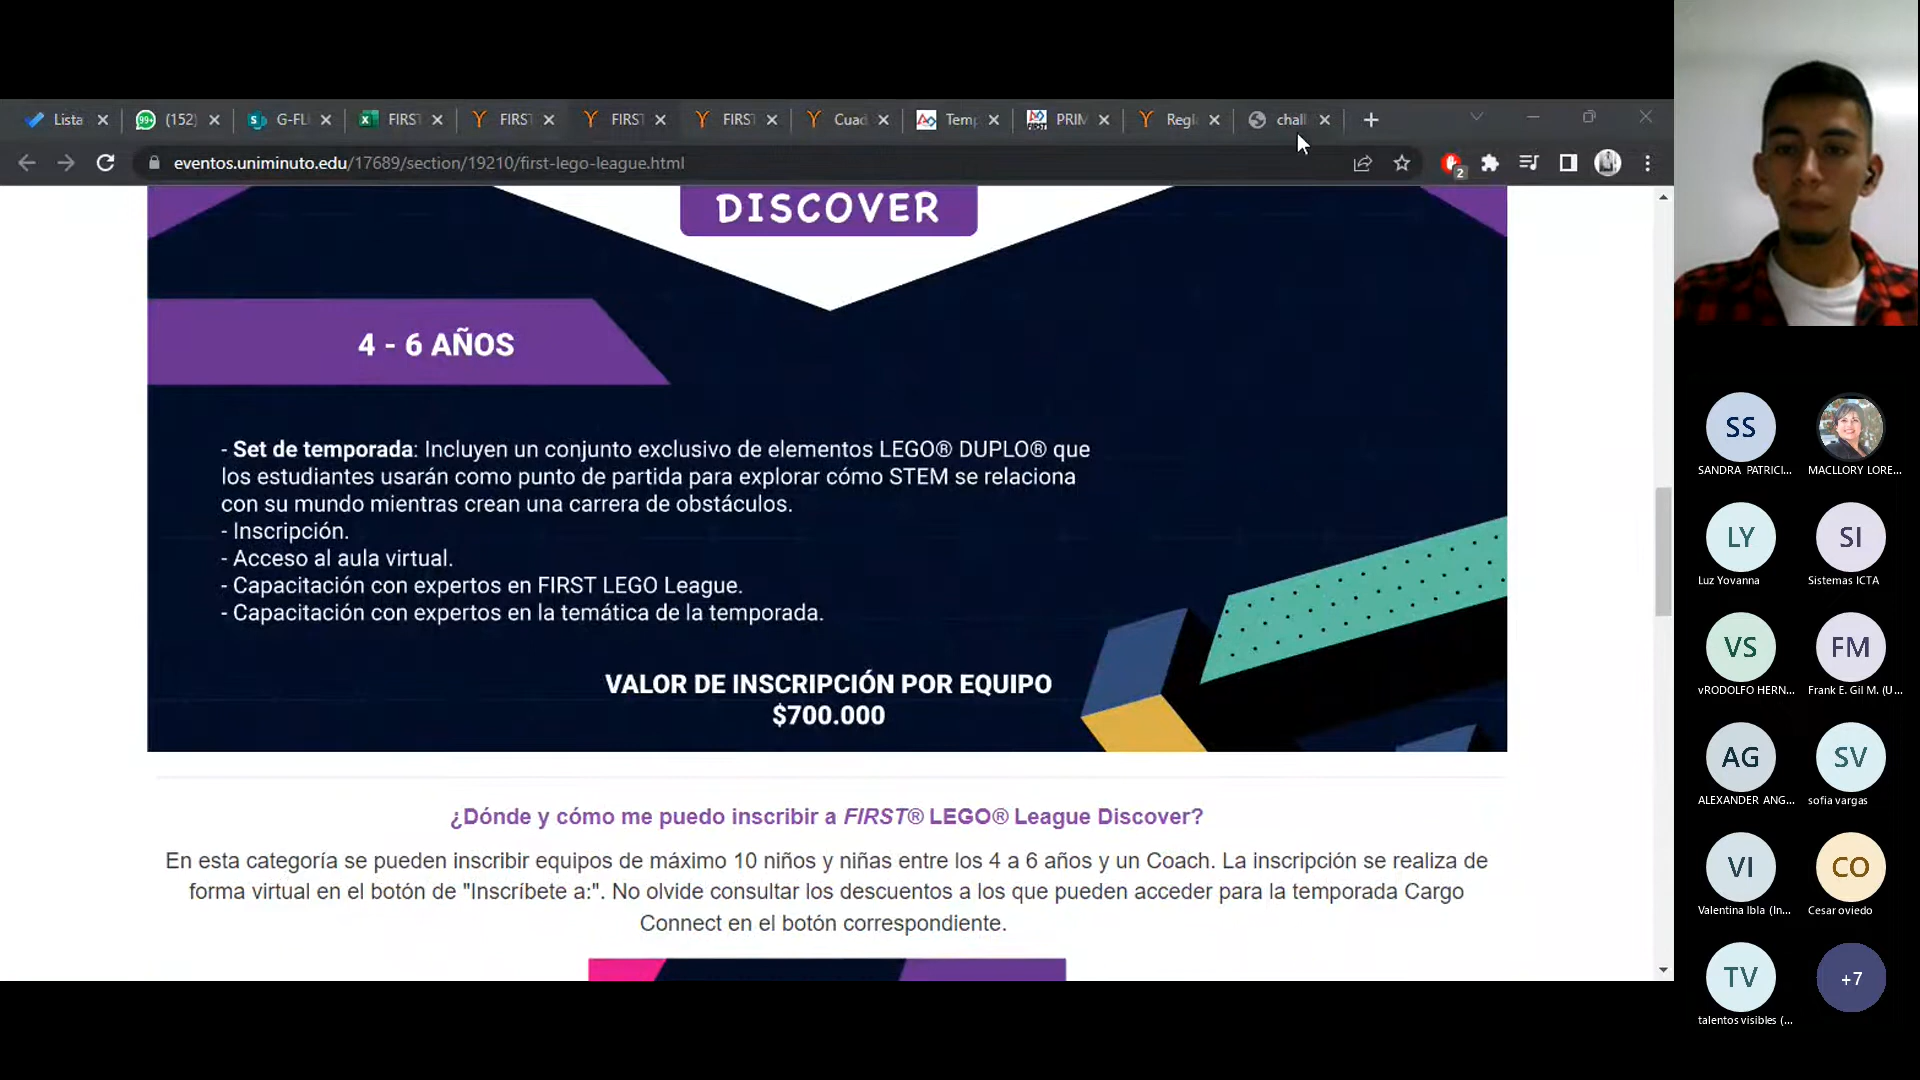 Lista
(152)
G-FLI
FIRST
FIRST
FIRST
FIRST
Cuad
Temp
PRIM
Regla
chall
eventos.uniminuto.edu/17689/section/19210/first-lego-league.html
2
DISCOVER
4 - 6 AÑOS
- Set de temporada: Incluyen un conjunto exclusivo de elementos LEGO® DUPLO® que
los estudiantes usarán como punto de partida para explorar cómo STEM se relaciona
con su mundo mientras crean una carrera de obstáculos.
- Inscripción.
- Acceso al aula virtual.
- Capacitación con expertos en FIRST LEGO League.
- Capacitación con expertos en la temática de la temporada.
VALOR DE INSCRIPCIÓN POR EQUIPO
$700.000
¿Dónde y cómo me puedo inscribir a FIRST® LEGO® League Discover?
En esta categoría se pueden inscribir equipos de máximo 10 niños y niñas entre los 4 a 6 años y un Coach. La inscripción se realiza de
forma virtual en el botón de "Inscríbete a:". No olvide consultar los descuentos a los que pueden acceder para la temporada Cargo
Connect en el botón correspondiente.
SS
SANDRA PATRICI...
MACLLORY LORE...
LY
Luz Yovanna
SI
Sistemas ICTA
VS
vRODOLFO HERN...
FM
Frank E. Gil M. (U...
AG
ALEXANDER ANG...
SV
sofia vargas
VI
Valentina Ibla (In...
CO
Cesar oviedo
TV
talentos visibles (...
+7